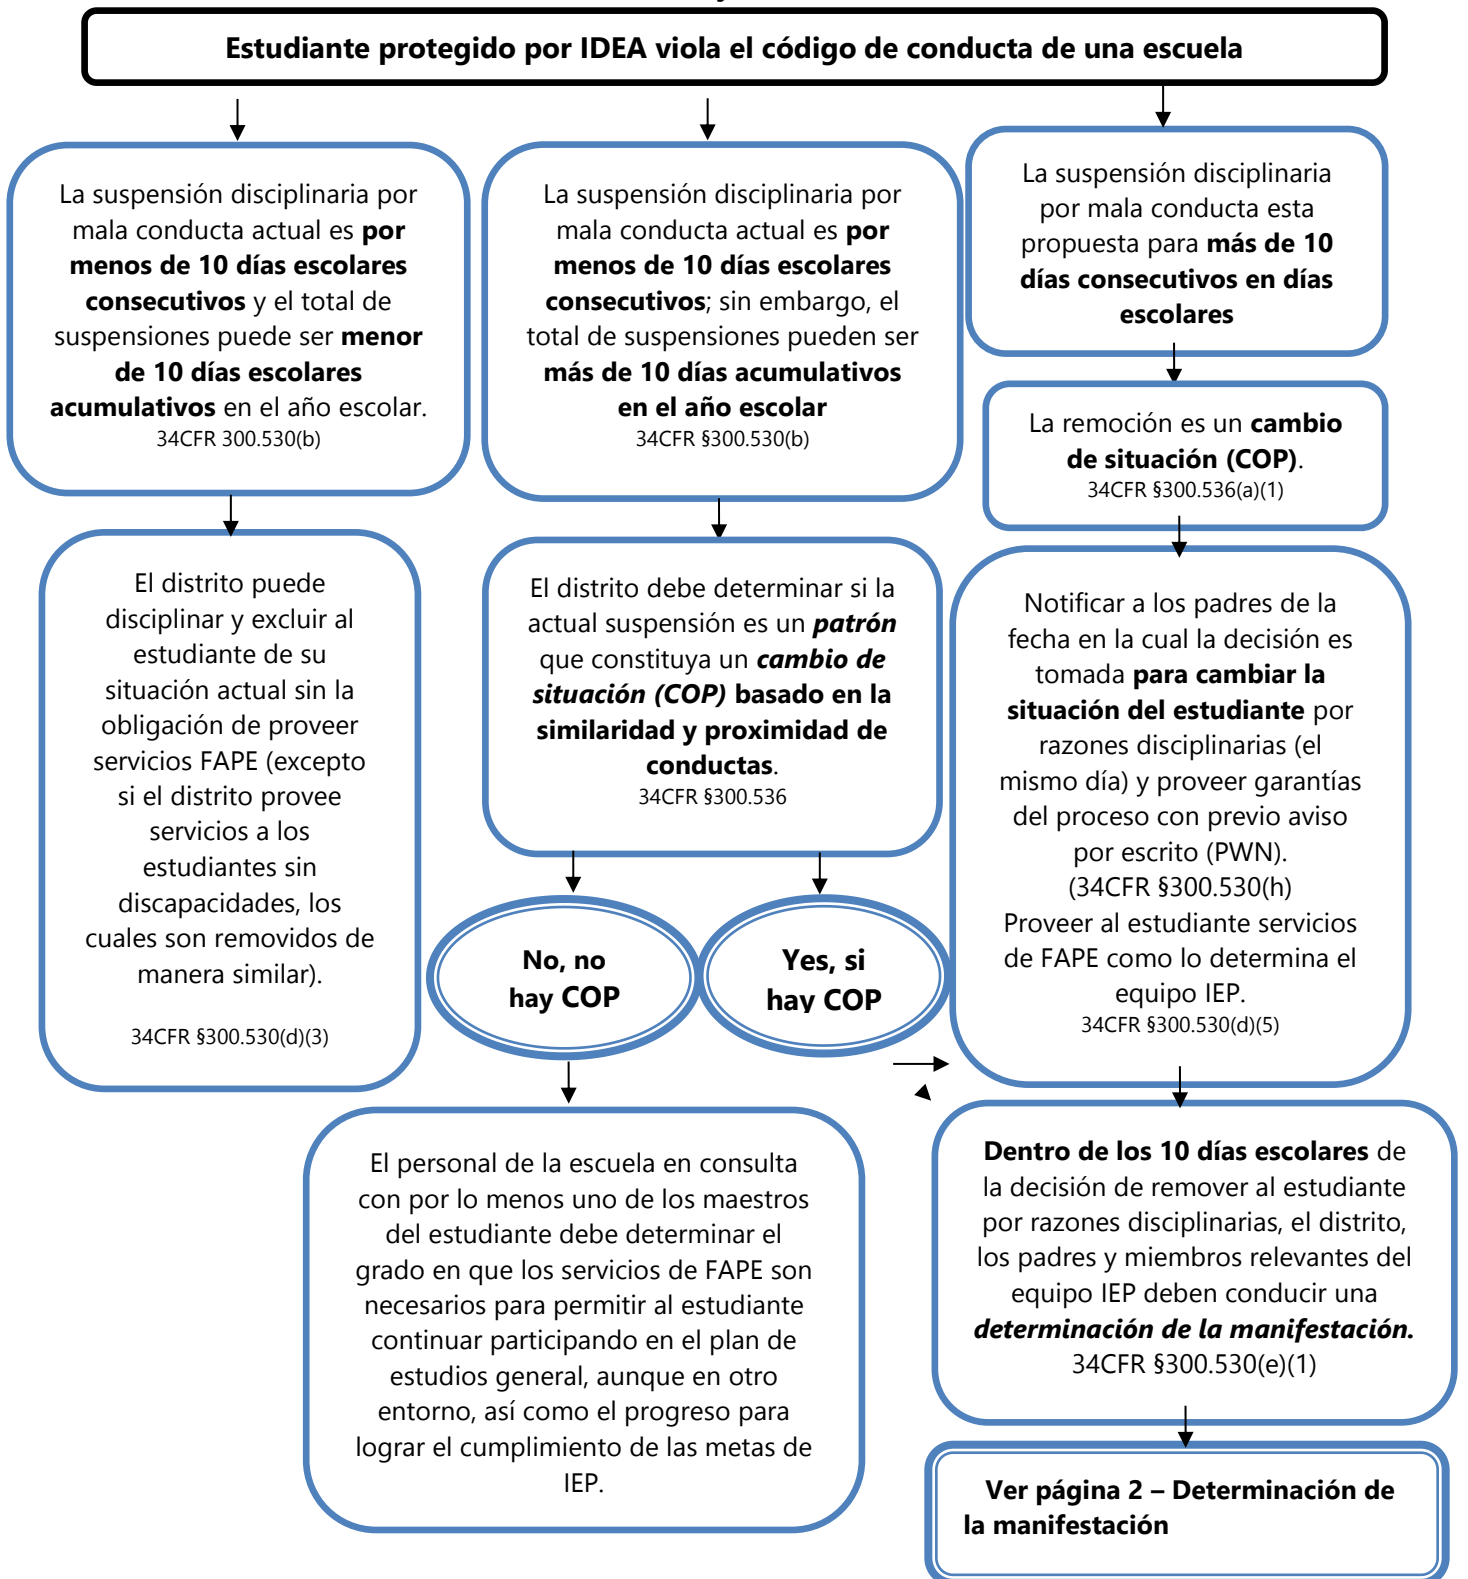 Estudiante protegido por IDEA viola el código de conducta de una escuela
La suspensión disciplinaria por
mala conducta actual es por
menos de 10 días escolares
consecutivos y el total de
suspensiones puede ser menor
de 10 días escolares
acumulativos en el año escolar.
34CFR 300.530(b)
La suspensión disciplinaria por
mala conducta actual es por
menos de 10 días escolares
consecutivos; sin embargo, el
total de suspensiones pueden ser
más de 10 días acumulativos
en el año escolar
34CFR §300.530(b)
La suspensión disciplinaria
por mala conducta esta
propuesta para más de 10
días consecutivos en días
escolares
La remoción es un cambio
de situación (COP).
34CFR §300.536(a)(1)
El distrito puede
disciplinar y excluir al
estudiante de su
situación actual sin la
obligación de proveer
servicios FAPE (excepto
si el distrito provee
servicios a los
estudiantes sin
discapacidades, los
cuales son removidos de
manera similar).
34CFR §300.530(d)(3)
El distrito debe determinar si la
actual suspensión es un patrón
que constituya un cambio de
situación (COP) basado en la
similaridad y proximidad de
conductas.
34CFR §300.536
Notificar a los padres de la
fecha en la cual la decisión es
tomada para cambiar la
situación del estudiante por
razones disciplinarias (el
mismo día) y proveer garantías
del proceso con previo aviso
por escrito (PWN).
(34CFR §300.530(h)
Proveer al estudiante servicios
de FAPE como lo determina el
equipo IEP.
34CFR §300.530(d)(5)
No, no
hay COP
Yes, si
hay COP
El personal de la escuela en consulta
con por lo menos uno de los maestros
del estudiante debe determinar el
grado en que los servicios de FAPE son
necesarios para permitir al estudiante
continuar participando en el plan de
estudios general, aunque en otro
entorno, así como el progreso para
lograr el cumplimiento de las metas de
IEP.
Dentro de los 10 días escolares de
la decisión de remover al estudiante
por razones disciplinarias, el distrito,
los padres y miembros relevantes del
equipo IEP deben conducir una
determinación de la manifestación.
34CFR §300.530(e)(1)
Ver página 2 – Determinación de
la manifestación